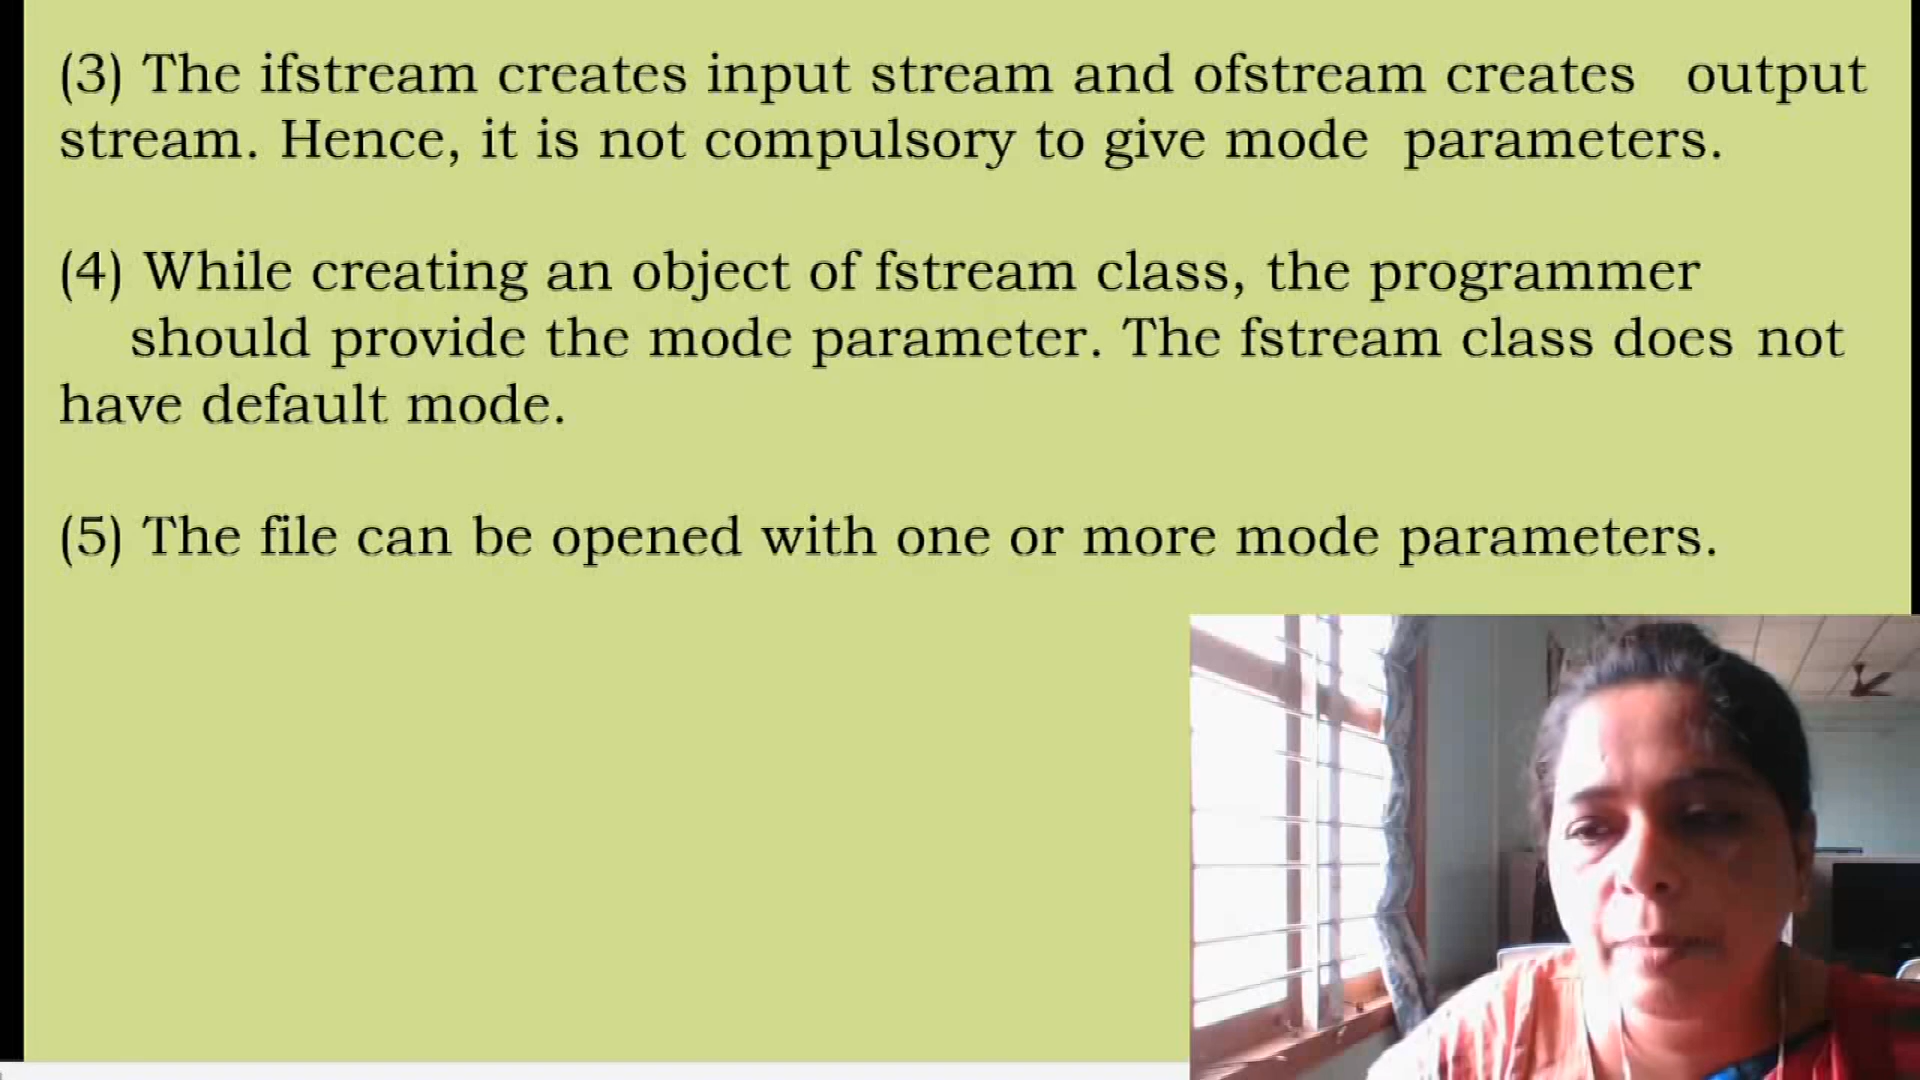 (3) The ifstream creates input stream and ofstream creates output
stream. Hence, it is not compulsory to give mode parameters.
(4) While creating an object of fstream class, the programmer
should provide the mode parameter. The fstream class does not
have default mode.
(5) The file can be opened with one or more mode parameters.